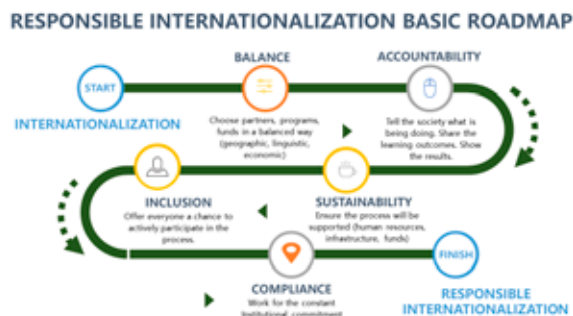 RESPONSIBLE INTERNATIONALIZATION BASIC ROADMAP
START
INTERNATIONALIZATION
BALANCE
Choose partners, programs,
funds in a balanced way
(geographic, linguistic,
economic)
ACCOUNTABILITY
Tell the society what is
being doing. Share the
learning outcomes. Show
the results.
SUSTAINABILITY
Ensure the process will be
supported (human resources,
infrastructure, funds)
INCLUSION
Offer everyone a chance to
actively participate in the
process.
COMPLIANCE
Work for the constant
Institutional commitment
FINISH
RESPONSIBLE
INTERNATIONALIZATION